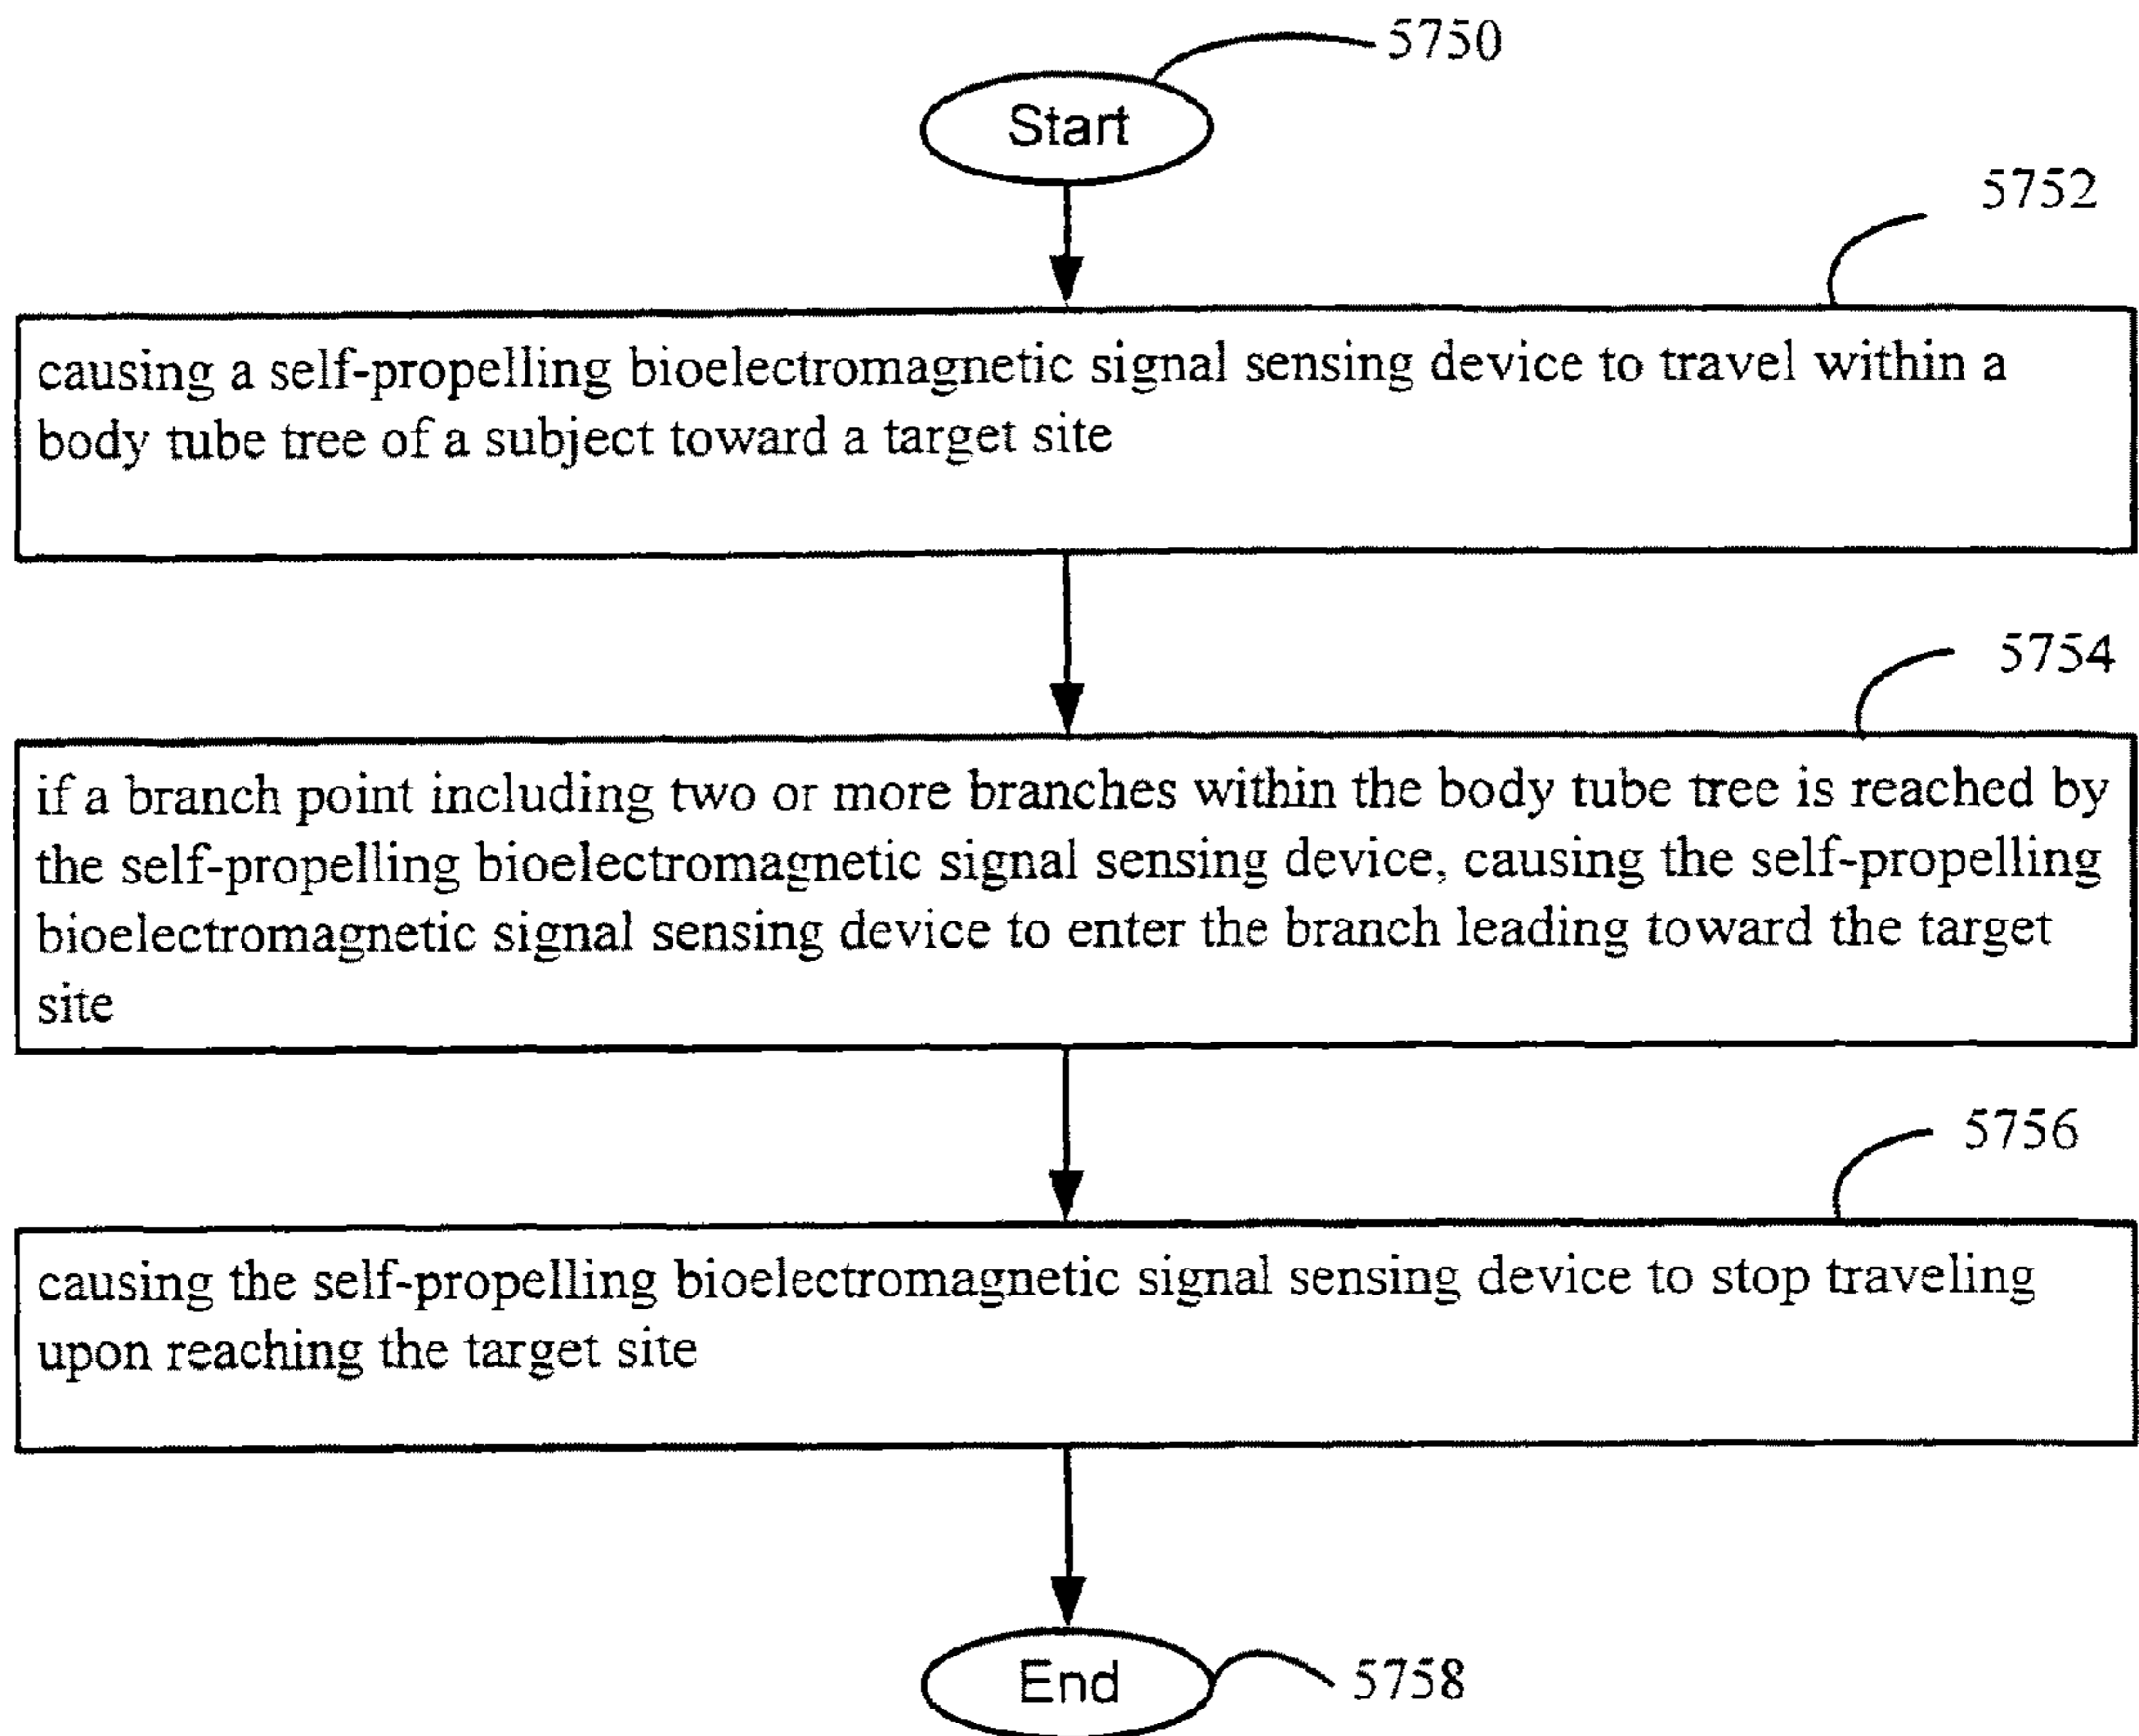 5750
Start
5752
causing a self-propelling bioelectromagnetic signal sensing device to travel within a
body tube tree of a subject toward a target site
5754
if a branch point including two or more branches within the body tube tree is reached by
the self-propelling bioelectromagnetic signal sensing device, causing the self-propelling
bioelectromagnetic signal sensing device to enter the branch leading toward the target
site
5756
causing the self-propelling bioelectromagnetic signal sensing device to stop traveling
upon reaching the target site
End
5758